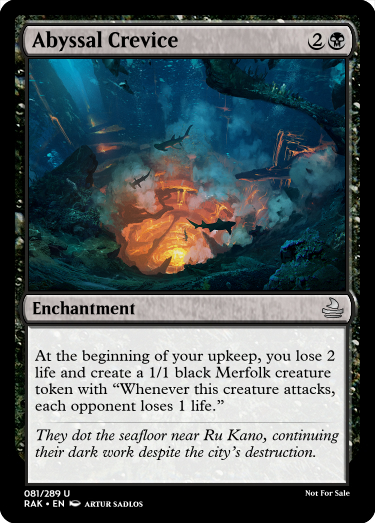 Abyssal Crevice 2
Enchantment
At the beginning of your upkeep, you lose 2
life and create a 1/1 black Merfolk creature
token with “Whenever this creature attacks,
each opponent loses 1 life.”
They dot the seafloor near Ru Kano, continuing
their dark work despite the city’s destruction.
081/289 U
Not For Sale
RAK • EN ARTUR SADLOS